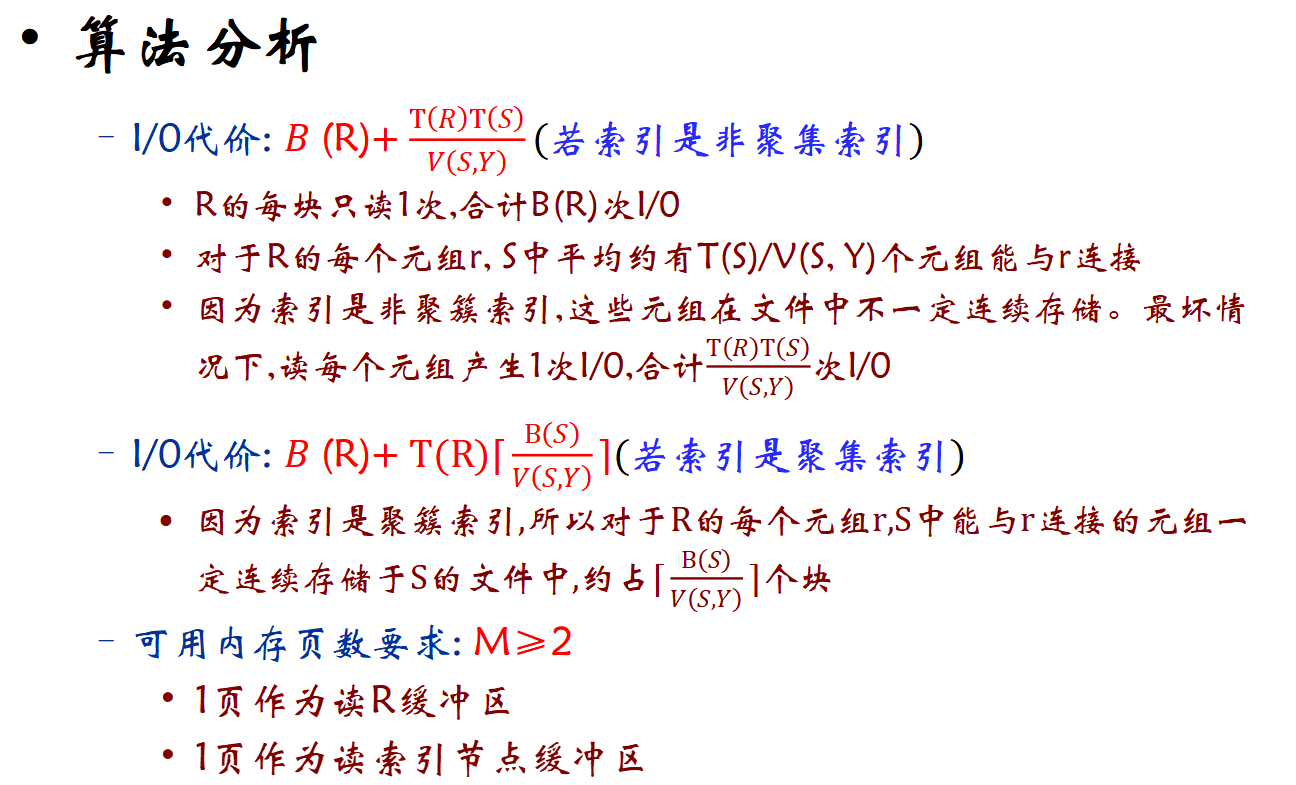 • 算法分析
– I/O代价: B (R)+ T(R)T(S)/V(S,Y) (若索引是非聚集索引)
• R的每块只读1次,合计B(R)次I/O
• 对于R的每个元组r, S中平均约有T(S)/V(S, Y)个元组能与r连接
• 因为索引是非聚簇索引,这些元组在文件中不一定连续存储。最坏情
况下,读每个元组产生1次I/O,合计T(R)T(S)/V(S,Y)次I/O
– I/O代价: B (R)+ T(R)⌈B(S)/V(S,Y)⌉(若索引是聚集索引)
• 因为索引是聚簇索引,所以对于R的每个元组r,S中能与r连接的元组一
定连续存储于S的文件中,约占⌈B(S)/V(S,Y)⌉个块
– 可用内存页数要求: M≥2
• 1页作为读R缓冲区
• 1页作为读索引节点缓冲区